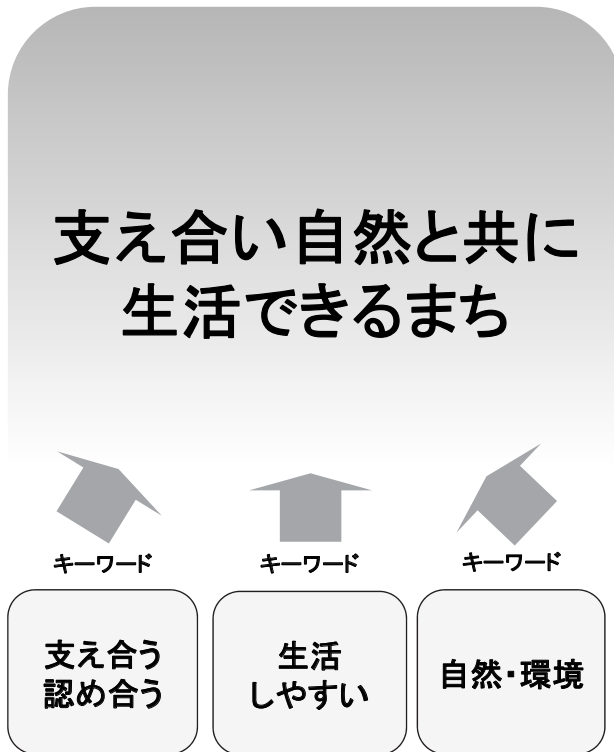 支え合い自然と共に
生活できるまち
キーワード
キーワード
キーワード
支え合う
認め合う
生活
しやすい
自然・環境